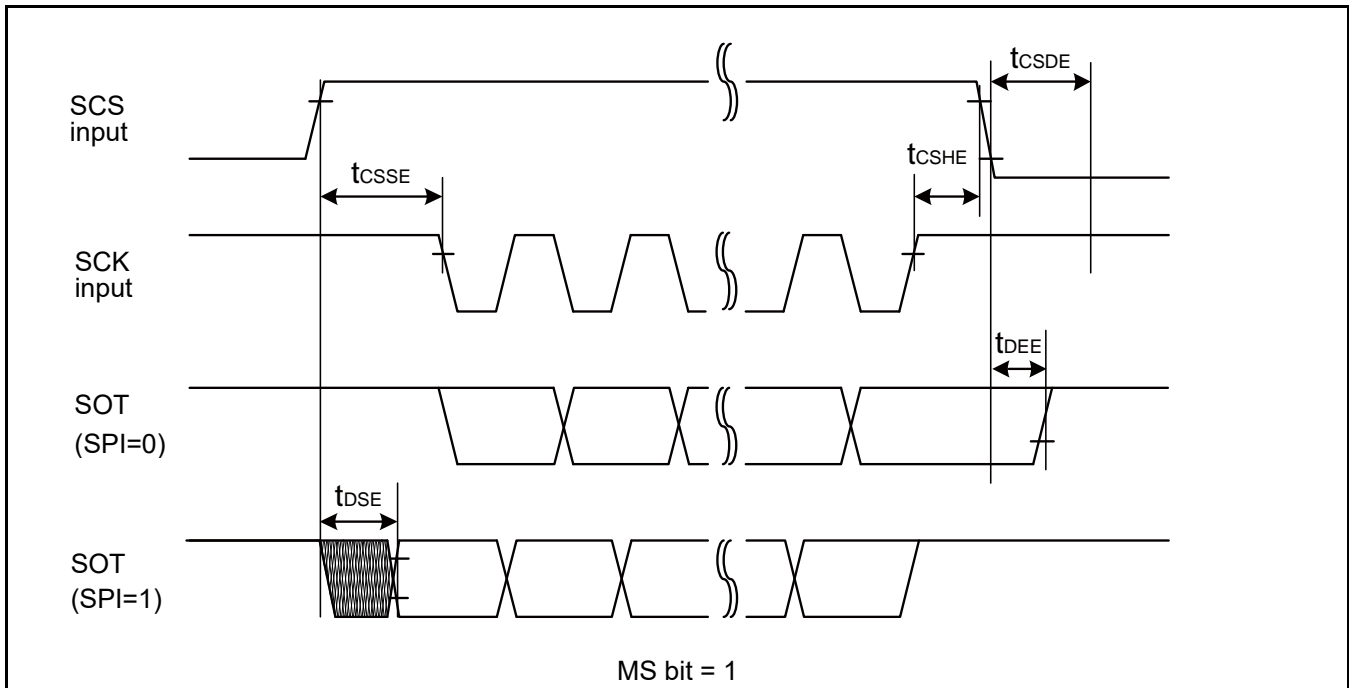 tCSDE
SCS
input
tCSHE
tCSSE
SCK
input
tDEE
SOT
(SPI=0)
tDSE
SOT
(SPI=1)
MS bit = 1